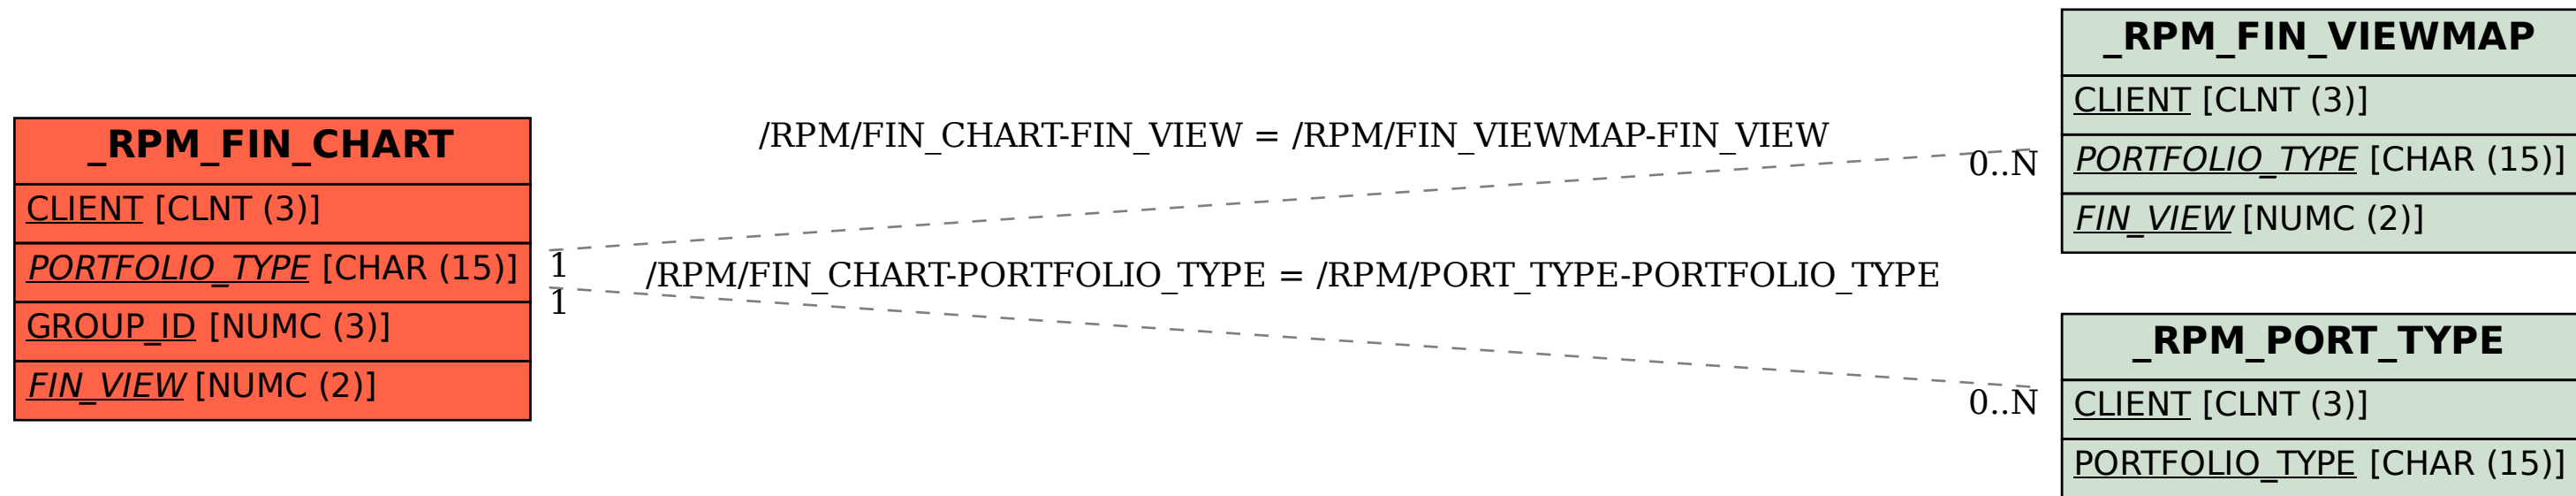 _RPM_FIN_CHART
CLIENT [CLNT (3)]
PORTFOLIO_TYPE [CHAR (15)]
GROUP_ID [NUMC (3)]
FIN_VIEW [NUMC (2)]
/RPM/FIN_CHART-FIN_VIEW = /RPM/FIN_VIEWMAP-FIN_VIEW
0..N
1
/RPM/FIN_CHART-PORTFOLIO_TYPE = /RPM/PORT_TYPE-PORTFOLIO_TYPE
1
0..N
_RPM_FIN_VIEWMAP
CLIENT [CLNT (3)]
PORTFOLIO_TYPE [CHAR (15)]
FIN_VIEW [NUMC (2)]
_RPM_PORT_TYPE
CLIENT [CLNT (3)]
PORTFOLIO_TYPE [CHAR (15)]